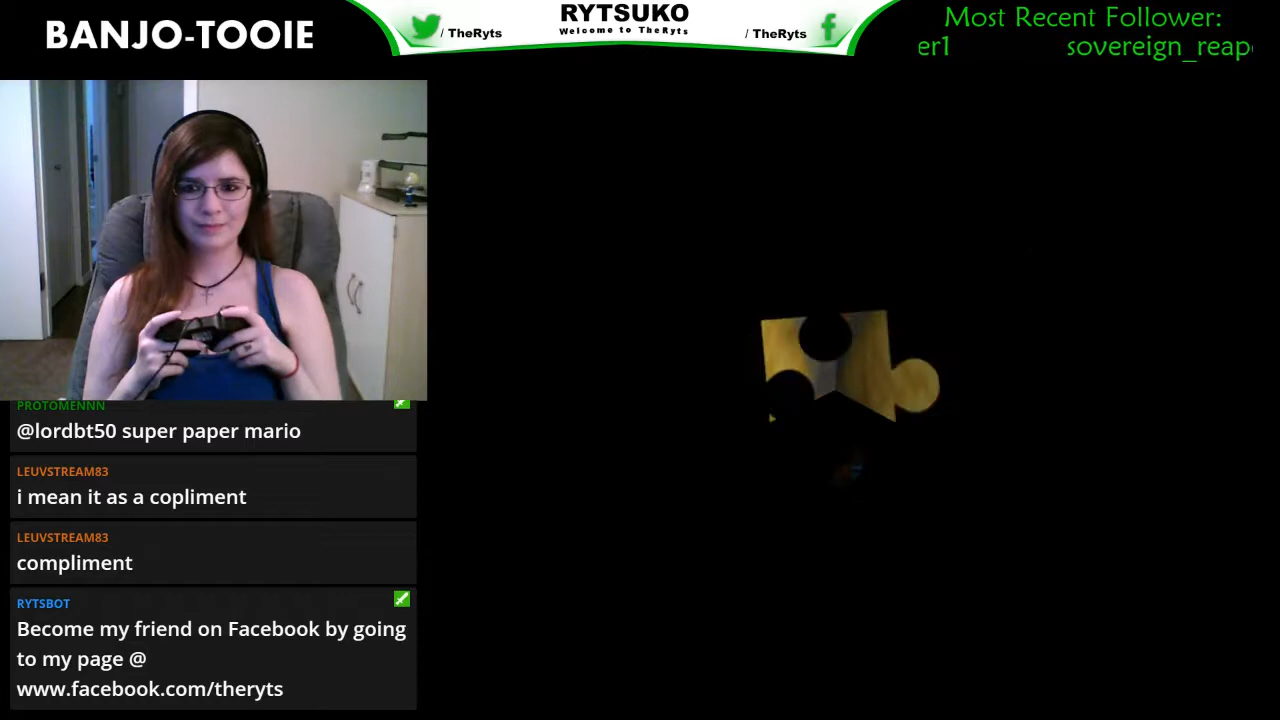 BANJO-TOOIE
/ TheRyts
RYTSUKO
Welcome to TheRyts
/ TheRyts
Most Recent Follower:
er1 sovereign_reap
PROTOMENNN
@lordbt50 super paper mario
LEUVSTREAM83
i mean it as a copliment
LEUVSTREAM83
compliment
RYTSBOT
Become my friend on Facebook by going
to my page @
www.facebook.com/theryts